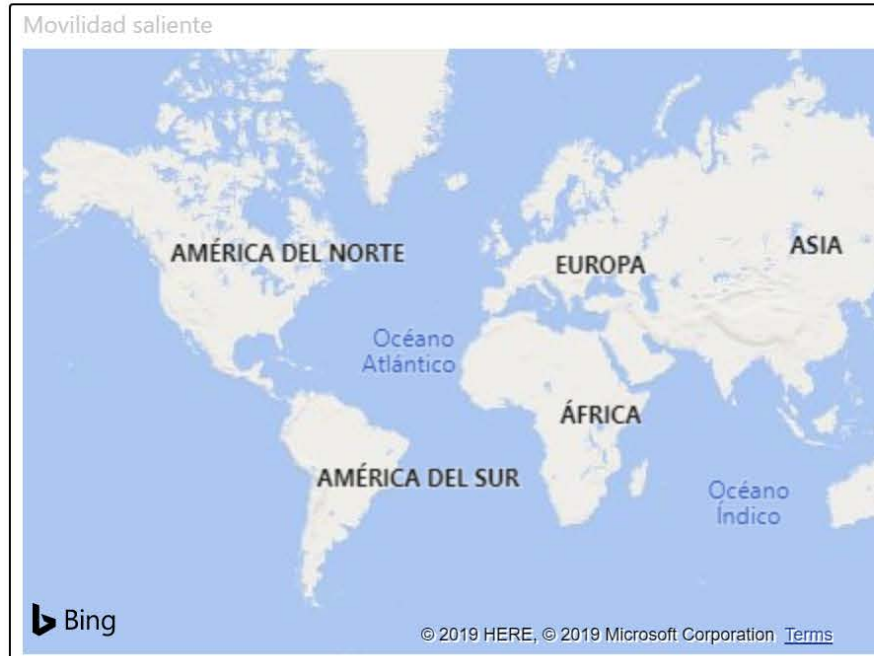 Movilidad saliente
AMÉRICA DEL NORTE
EUROPA
ASIA
Océano
Atlántico
ÁFRICA
AMÉRICA DEL SUR
Océano
Índico
Bing
© 2019 HERE, © 2019 Microsoft Corporation Terms